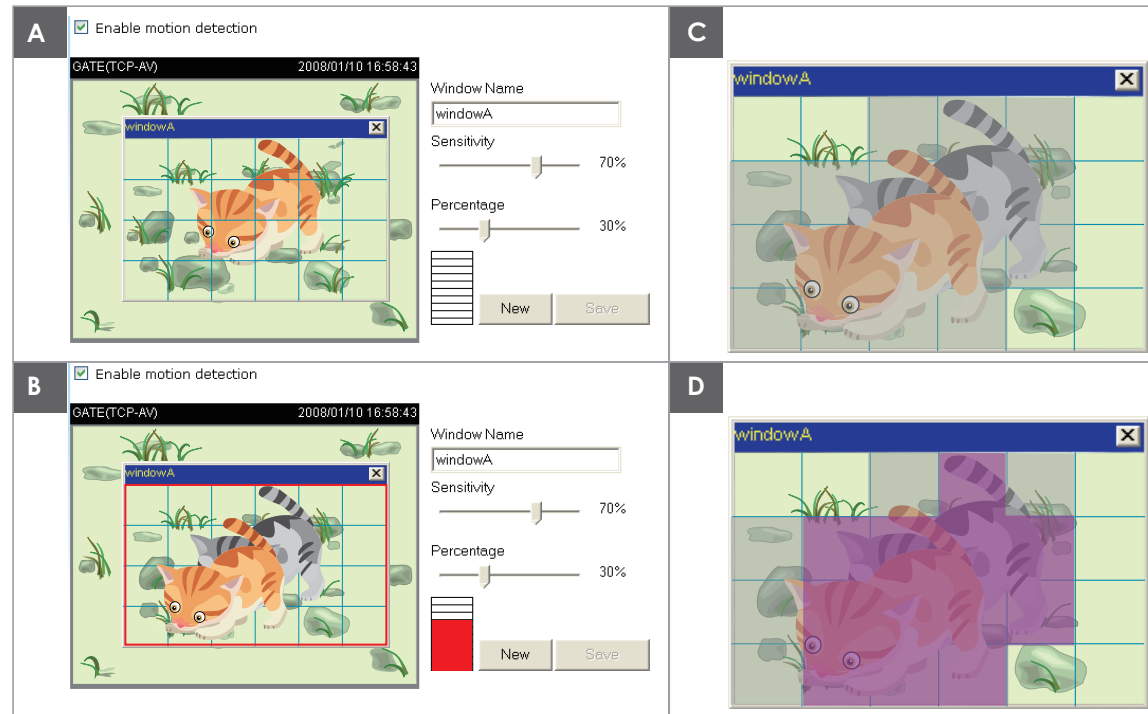 A
Enable motion detection
GATE(TCP-AV) 2008/01/10 16:58:43
windowA
Window Name
windowA
Sensitivity
70%
Percentage
30%
New Save
C
windowA
B
Enable motion detection
GATE(TCP-AV) 2008/01/10 16:58:43
windowA
Window Name
windowA
Sensitivity
70%
Percentage
30%
New Save
D
windowA